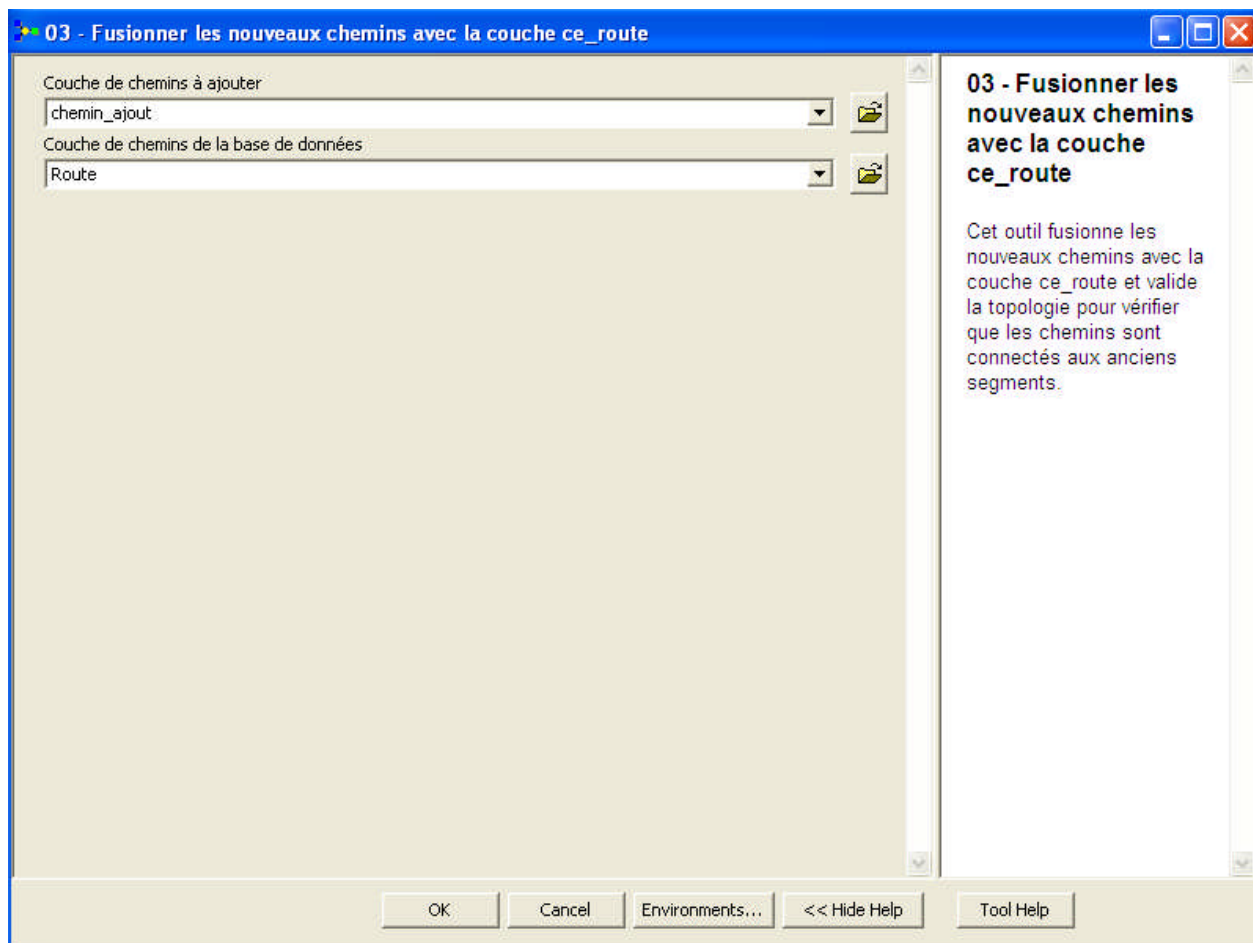 03 - Fusionner les nouveaux chemins avec la couche ce_route
Couche de chemins à ajouter
chemin_ajout
Couche de chemins de la base de données
Route
03 - Fusionner les
nouveaux chemins
avec la couche
ce_route
Cet outil fusionne les
nouveaux chemins avec la
couche ce_route et valide
la topologie pour vérifier
que les chemins sont
connectés aux anciens
segments.
OK
Cancel
Environments...
<< Hide Help
Tool Help